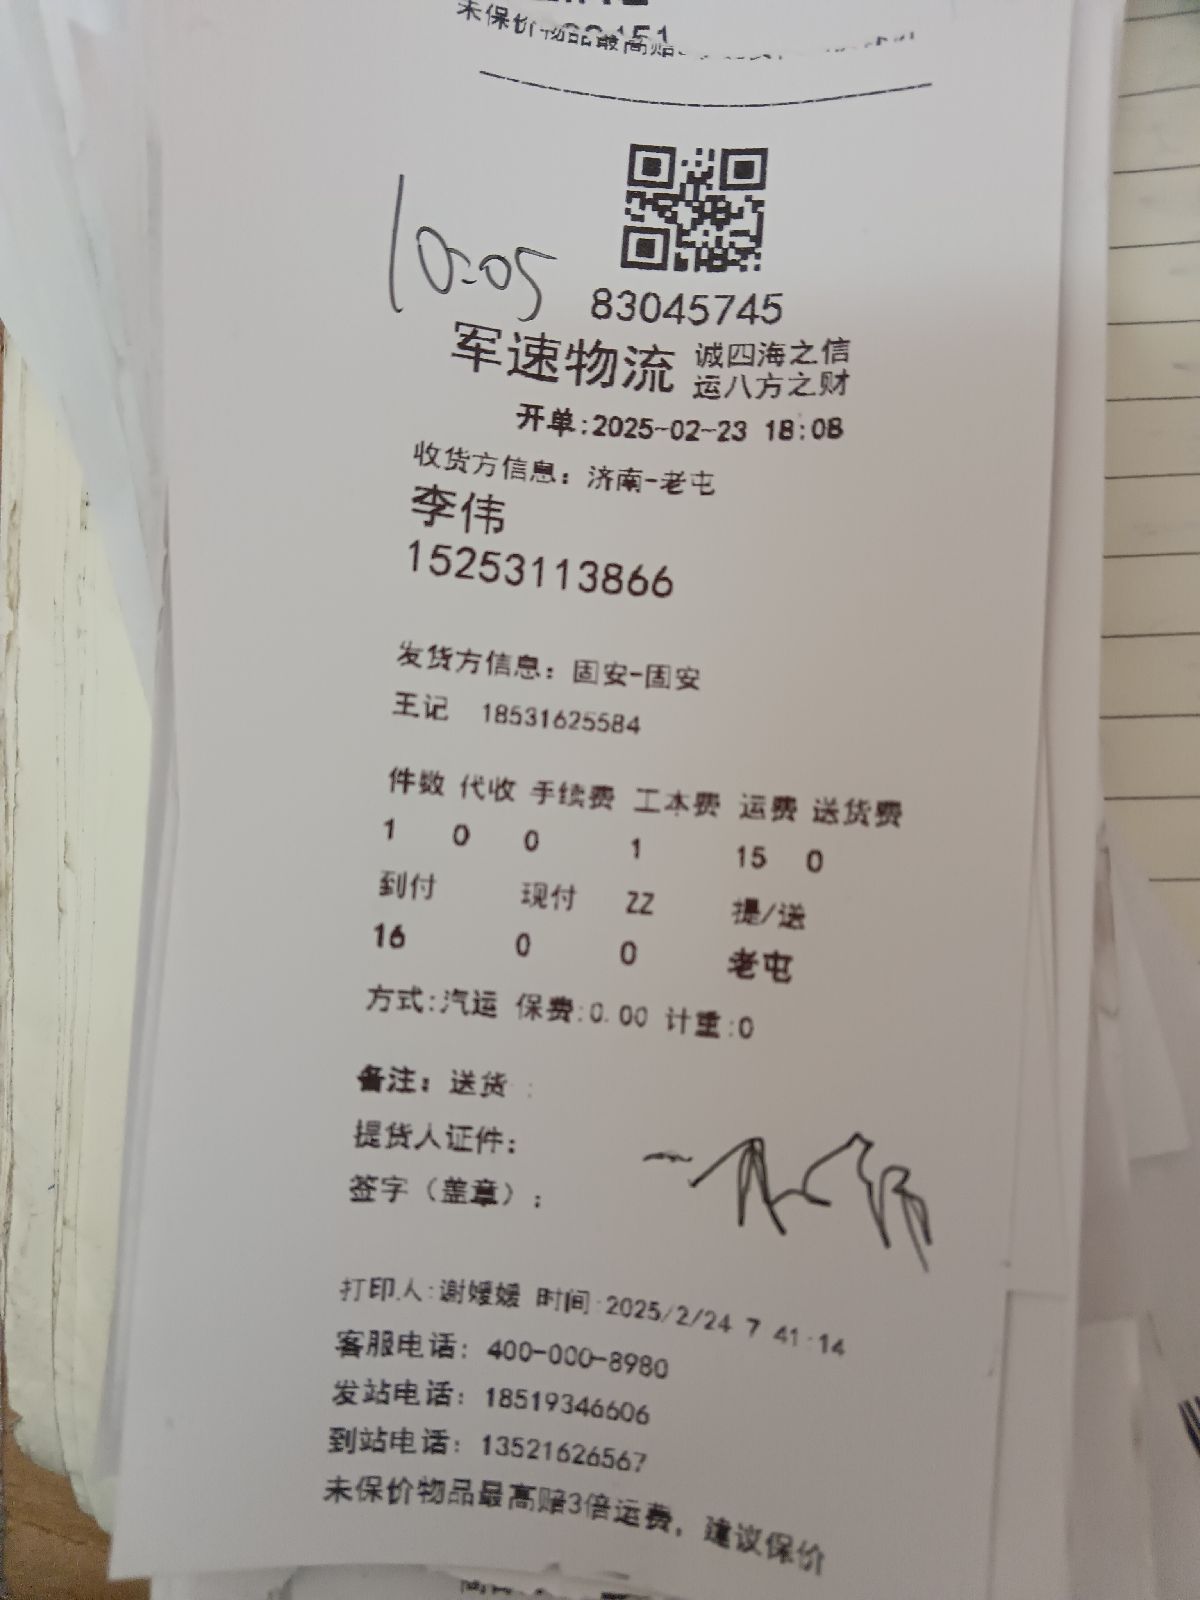 未保价物品最高赔
10:05
83045745
军速物流 诚四海之信
运八方之财
开单:2025-02-23 18:08
收货方信息：济南-老屯
李伟
15253113866
发货方信息：固安-固安
王记 18531625584
件数 代收 手续费 工本费 运费 送货费
1 0 0 1 15 0
到付 现付 ZZ 提/送
16 0 0 老屯
方式:汽运 保费:0.00 计重:0
备注：送货 :
提货人证件：
签字（盖章）：
打印人:谢媛媛 时间:2025/2/24 7 41:14
客服电话：400-000-8980
发站电话：18519346606
到站电话：13521626567
未保价物品最高赔3倍运费，建议保价